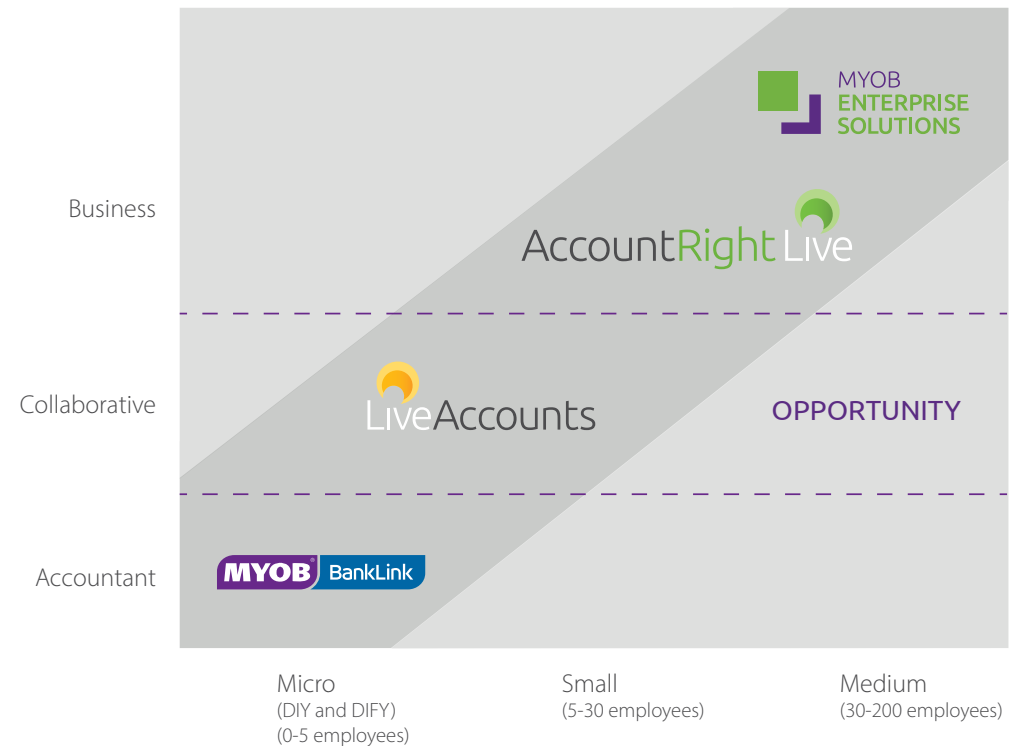 MYOB
ENTERPRISE
SOLUTIONS
Business
AccountRight Live
Collaborative
LiveAccounts
OPPORTUNITY
Accountant
MYOB® BankLink
Micro
(DIY and DIFY)
(0-5 employees)
Small
(5-30 employees)
Medium
(30-200 employees)